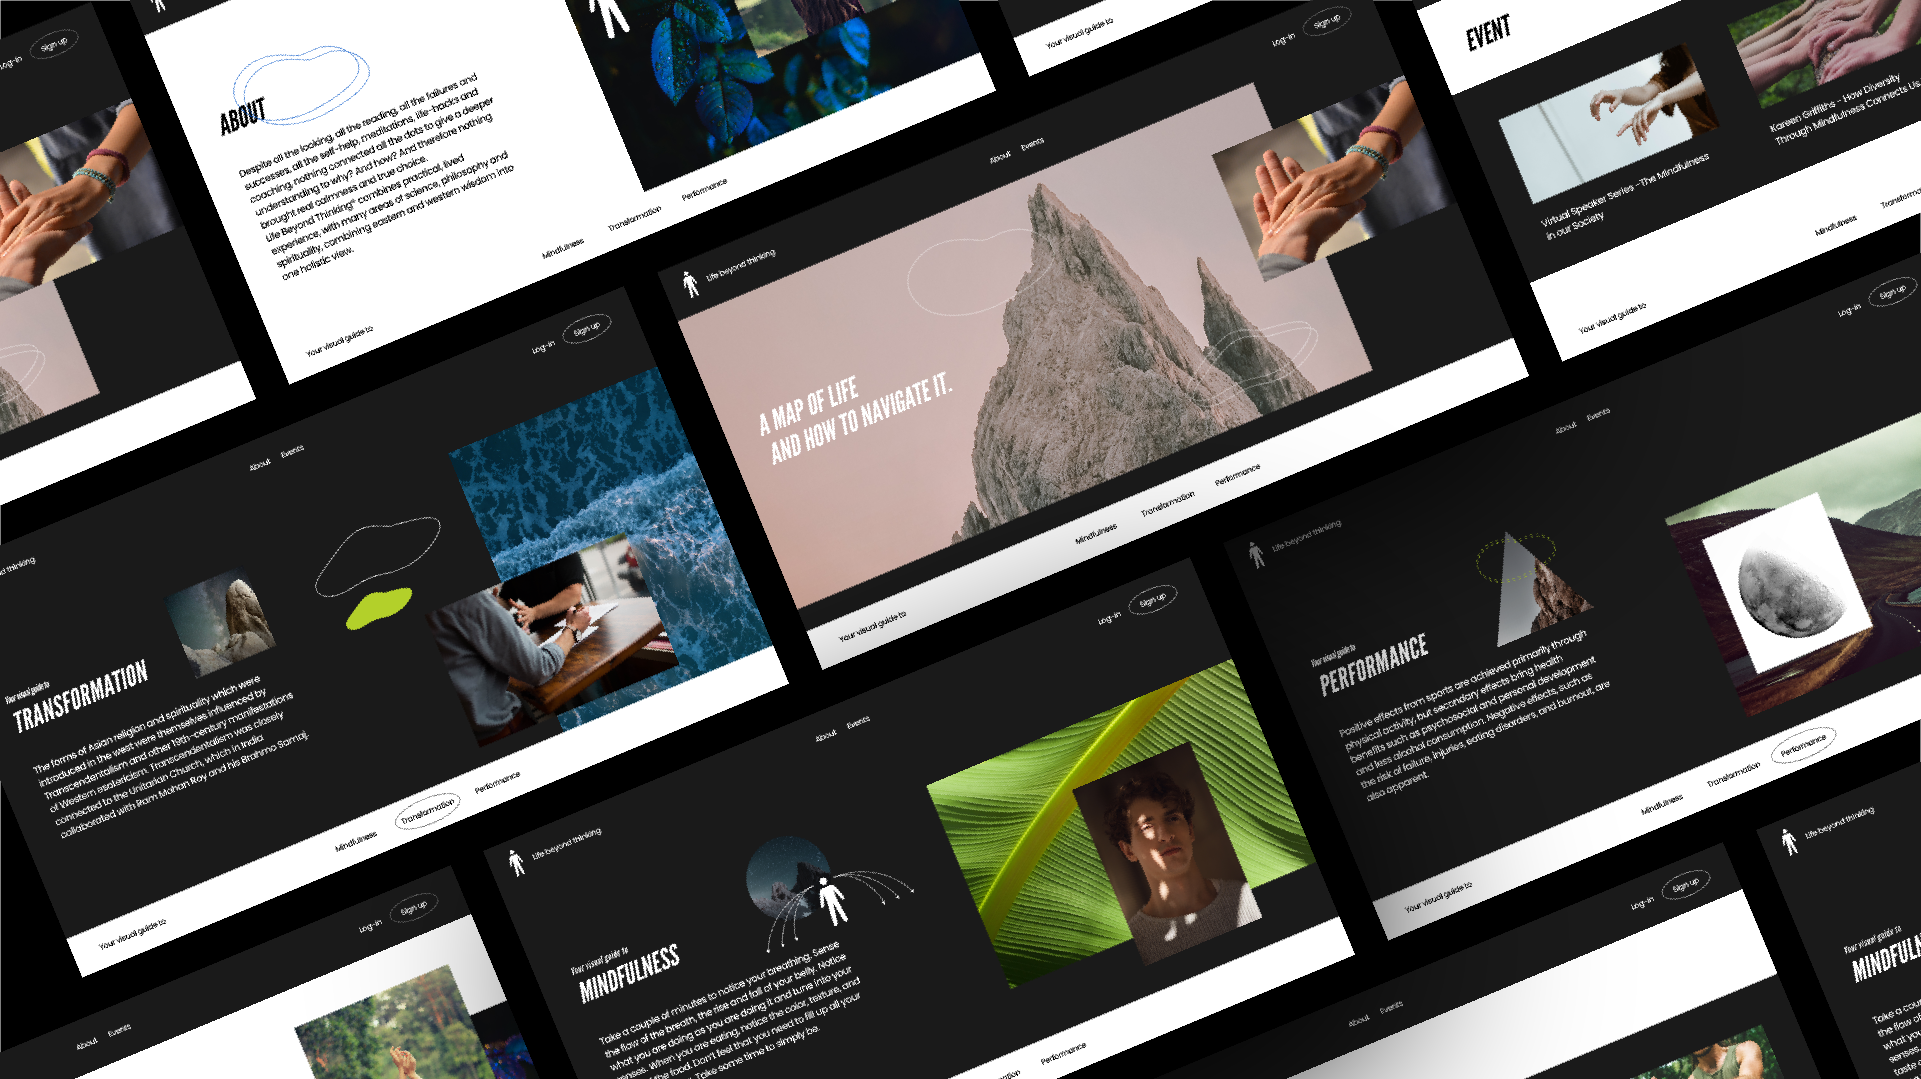 Log-in
Sign up
ABOUT
Despite all the looking, all the reading, all the failures and
successes, all the self-help, meditations, life-hacks and
coaching, nothing connected all the dots to give a deeper
understanding to why? And how? And therefore nothing
brought real calmness and true choice.
Life Beyond Thinking® combines practical, lived
experience, with many areas of science, philosophy and
spirituality, combining eastern and western wisdom into
one holistic view.
Your visual guide to
Mindfulness
Transformation
Performance
Your visual guide to
Life beyond thinking
About
Events
Log-in
Sign up
A MAP OF LIFE
AND HOW TO NAVIGATE IT.
Your visual guide to
Mindfulness
Transformation
Performance
EVENT
Virtual Speaker Series -The Mindfulness
in our Society
Kareen Griffiths - How Diversity
Through Mindfulness Connects Us
Your visual guide to
Mindfulness
nd thinking
About
Events
Log-in
Sign up
Your visual guide to
TRANSFORMATION
The forms of Asian religion and spirituality which were
introduced in the west were themselves influenced by
Transcendentalism and other 19th-century manifestations
of Western esotericism. Transcendentalism was closely
connected to the Unitarian Church, which in India
collaborated with Ram Mohan Roy and his Brahmo Samaj.
Your visual guide to
Mindfulness
Transformation
Performance
Life beyond thinking
About
Events
Log-in
Sign up
Your visual guide to
MINDFULNESS
Take a couple of minutes to notice your breathing. Sense
the flow of the breath, the rise and fall of your belly. Notice
what you are doing as you are doing it and tune into your
senses. When you are eating, notice the color, texture, and
the food. Don't feel that you need to fill up all your
Take some time to simply be.
Performance
Life beyond thinking
About
Events
Log-in
Sign up
Your visual guide to
PERFORMANCE
Positive effects from sports are achieved primarily through
physical activity, but secondary effects bring health
benefits such as psychosocial and personal development
and less alcohol consumption. Negative effects, such as
the risk of failure, injuries, eating disorders, and burnout, are
also apparent.
Your visual guide to
Mindfulness
Transformation
Performance
About
Events
Log-in
Sign up
About
Events
Log-in
Sign up
Life beyond thinking
Your visual guide to
MINDFULN
Take a cou
the flow of
what you
senses.
taste